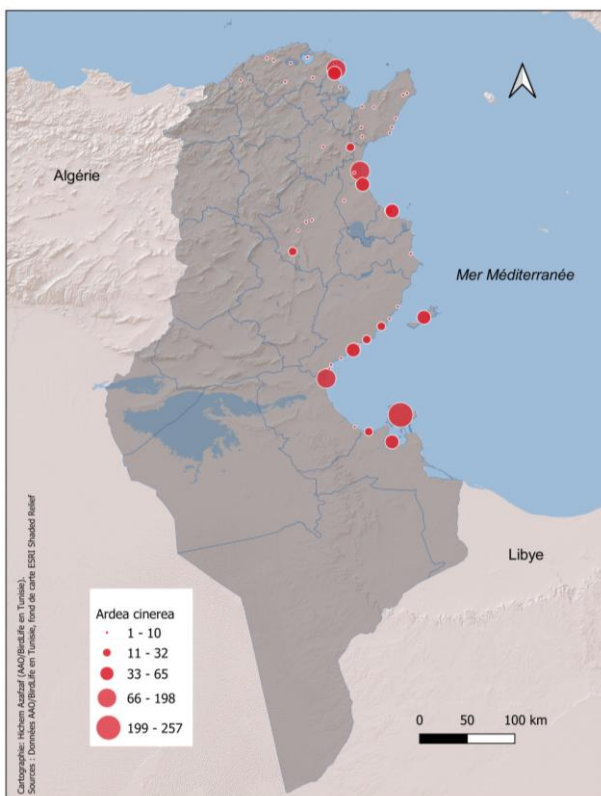 Algérie
Mer Méditerranée
Libye
Ardea cinerea
1 - 10
11 - 32
33 - 65
66 - 198
199 - 257
0 50 100 km
Cartographie: Hichem Azafzaf (AAO/BirdLife en Tunisie).
Sources : Données AAO/BirdLife en Tunisie, fond de carte ESRI Shaded Relief